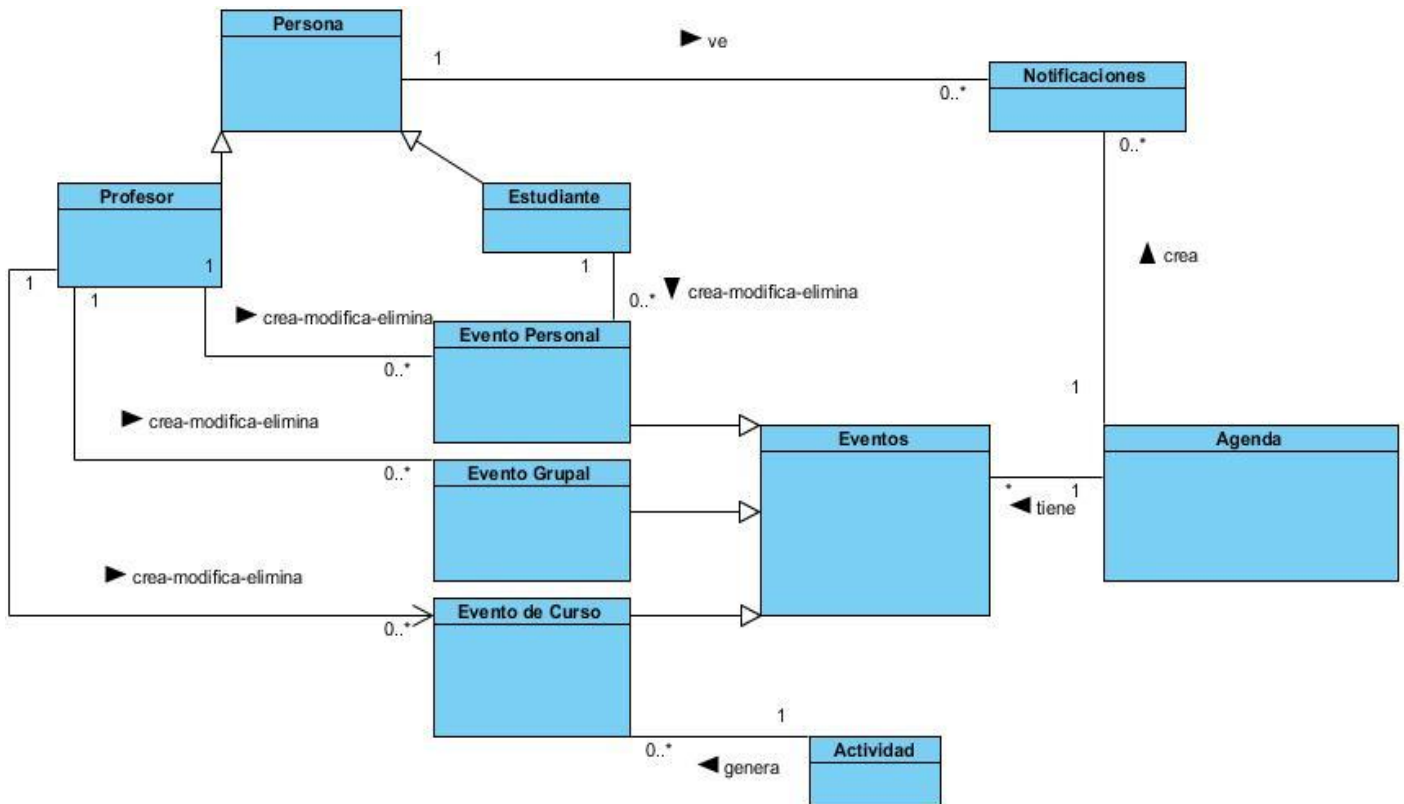 Persona
1
► ve
0..*
Notificaciones
0..*
Profesor
Estudiante
1
1
1
1
▲ crea
0..*
▼ crea-modifica-elimina
► crea-modifica-elimina
Evento Personal
0..*
1
► crea-modifica-elimina
Eventos
Agenda
0..*
Evento Grupal
*
1
◄ tiene
► crea-modifica-elimina
0..*
Evento de Curso
1
0..*
Actividad
◄ genera